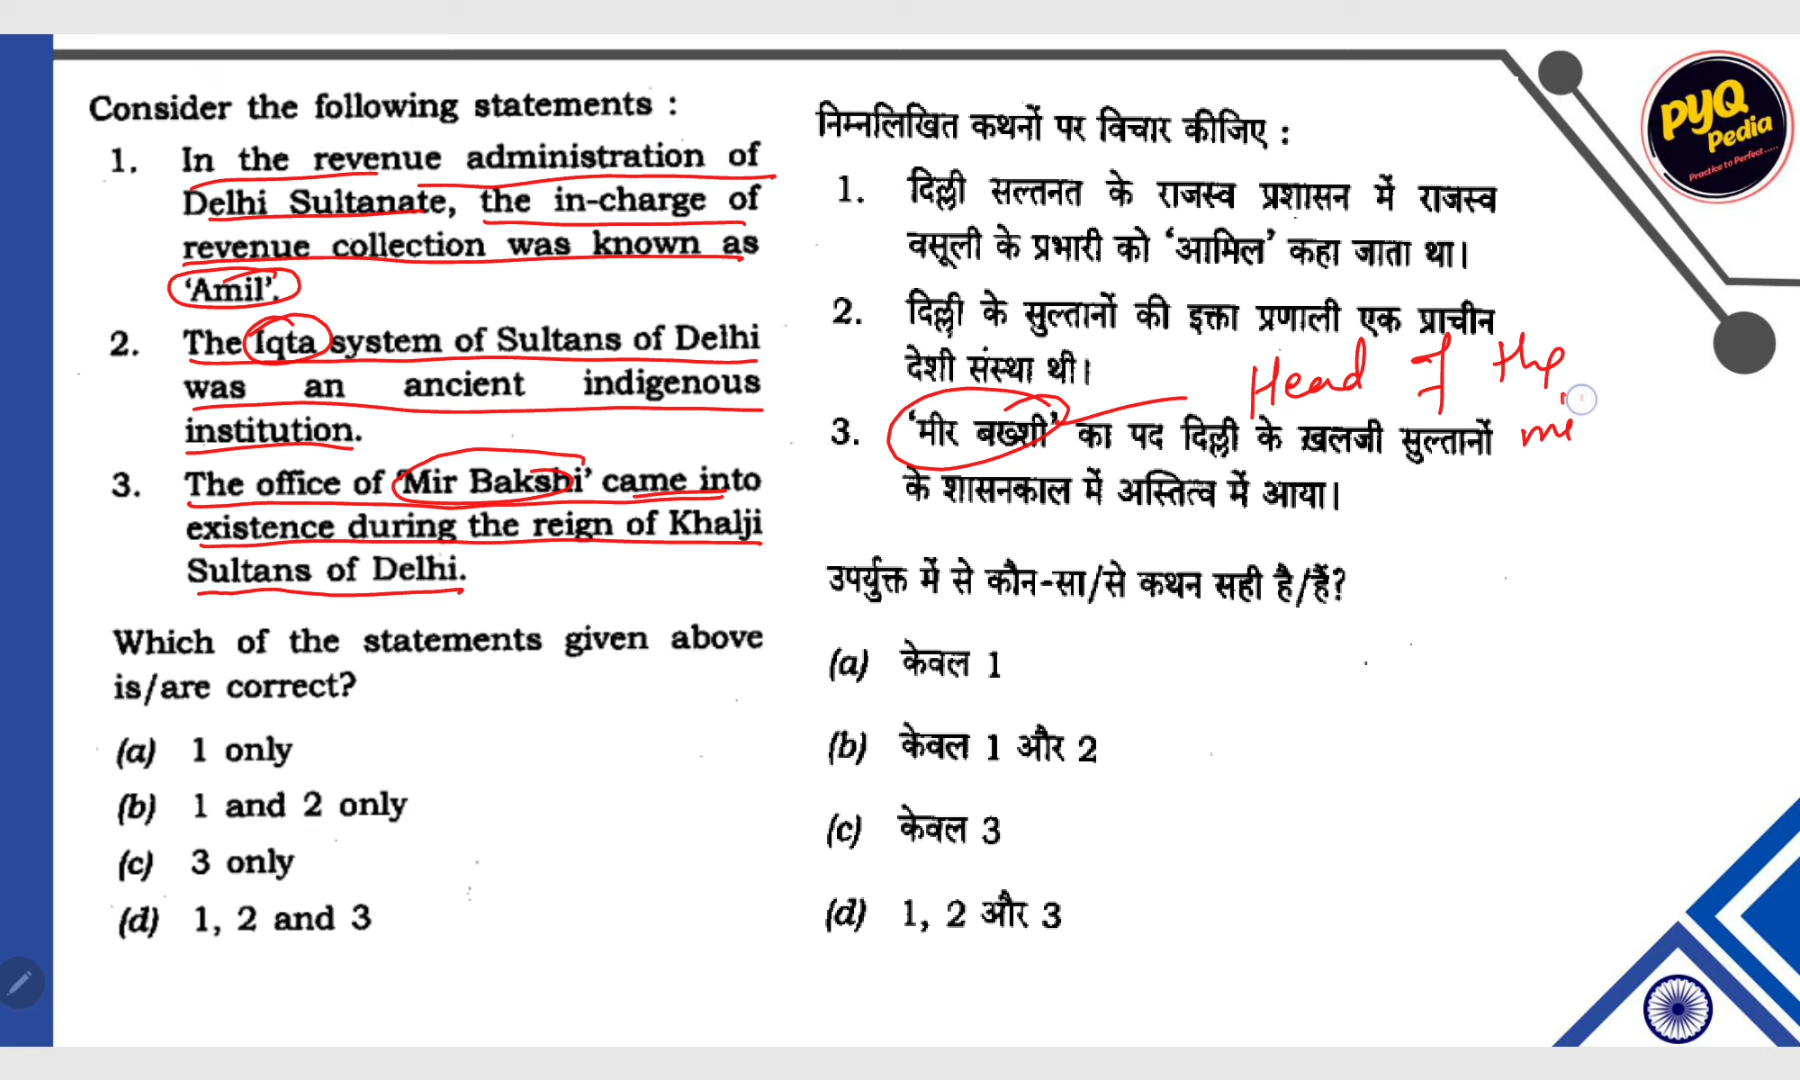 Consider the following statements :
1. In the revenue administration of
Delhi Sultanate, the in-charge of
revenue collection was known as
‘Amil’.
2. The Iqta system of Sultans of Delhi
was an ancient indigenous
institution.
3. The office of ‘Mir Bakshi’ came into
existence during the reign of Khalji
Sultans of Delhi.
Which of the statements given above
is/are correct?
(a) 1 only
(b) 1 and 2 only
(c) 3 only
(d) 1, 2 and 3
निम्नलिखित कथनों पर विचार कीजिए :
1. दिल्ली सल्तनत के राजस्व प्रशासन में राजस्व
वसूली के प्रभारी को ‘आमिल’ कहा जाता था।
2. दिल्ली के सुल्तानों की इक्ता प्रणाली एक प्राचीन
देशी संस्था थी।
Head of the
3. ‘मीर बख्शी’ का पद दिल्ली के ख़लजी सुल्तानों
के शासनकाल में अस्तित्व में आया।
उपर्युक्त में से कौन-सा/से कथन सही है/हैं?
(a) केवल 1
(b) केवल 1 और 2
(c) केवल 3
(d) 1, 2 और 3
PYQ
Pedia
Practice to Perfect.....